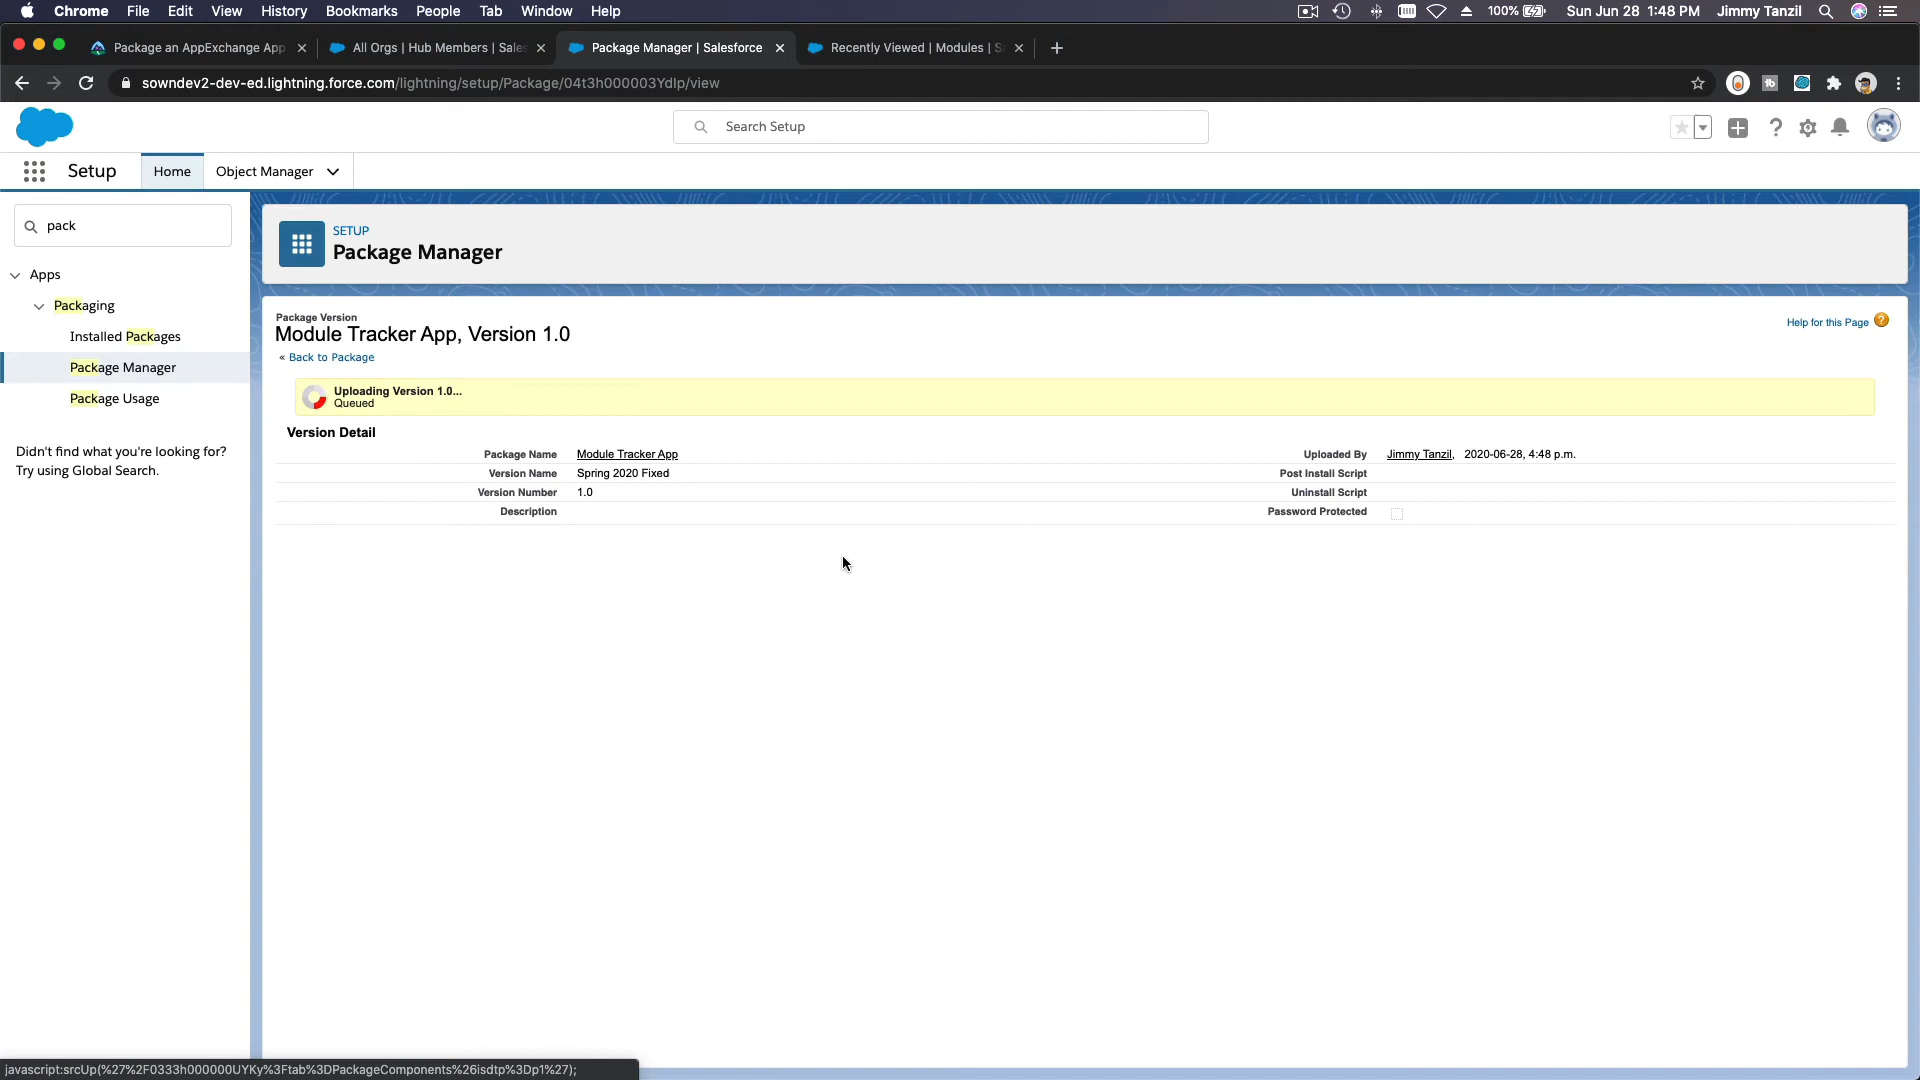 Chrome File Edit View History Bookmarks People Tab Window Help 100% Sun Jun 28 1:48 PM Jimmy Tanzil
Package an AppExchange App All Orgs | Hub Members | Sales Package Manager | Salesforce Recently Viewed | Modules | S
sowndev2-dev-ed.lightning.force.com/lightning/setup/Package/04t3h000003YdIp/view
Search Setup
Setup Home Object Manager
pack
Apps
Packaging
Installed Packages
Package Manager
Package Usage
Didn't find what you're looking for?
Try using Global Search.
SETUP
Package Manager
Package Version
Module Tracker App, Version 1.0
« Back to Package
Help for this Page ?
Uploading Version 1.0...
Queued
Version Detail
Package Name Module Tracker App Uploaded By Jimmy Tanzil, 2020-06-28, 4:48 p.m.
Version Name Spring 2020 Fixed Post Install Script
Version Number 1.0 Uninstall Script
Description Password Protected
javascript:srcUp(%27%2F0333h000000UYKy%3Ftab%3DPackageComponents%26isdtp%3Dp1%27);